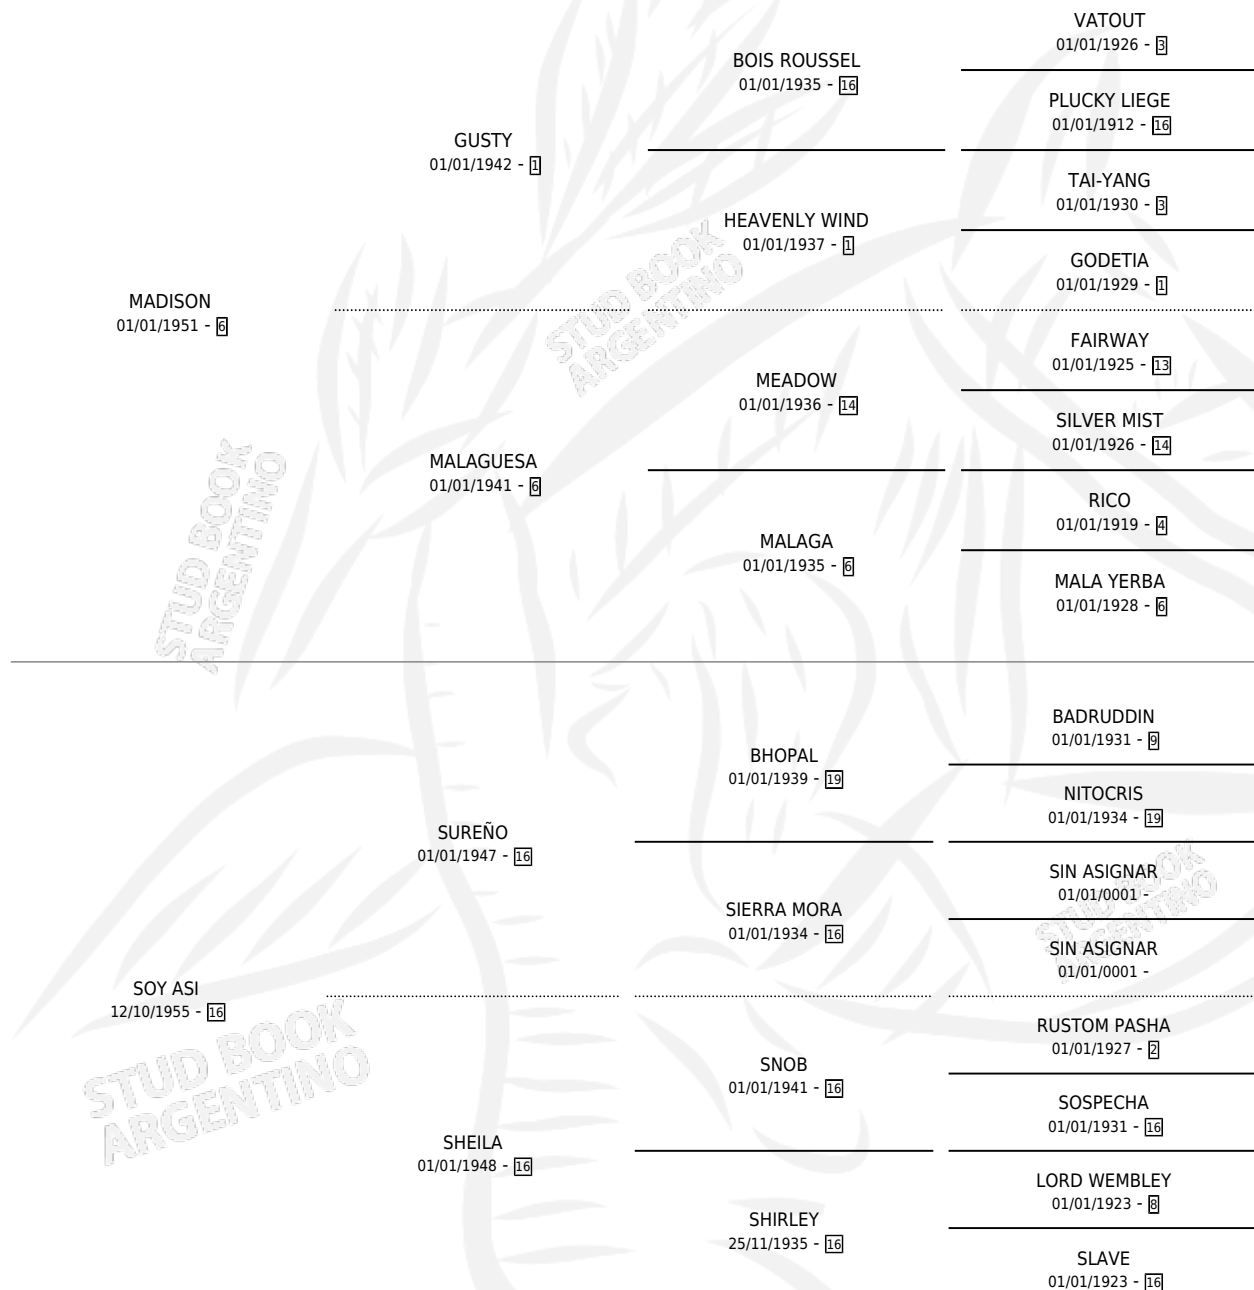 VATOUT
01/01/1926 - 3
BOIS ROUSSEL
01/01/1935 - 16
PLUCKY LIEGE
01/01/1912 - 16
GUSTY
01/01/1942 - 1
TAI-YANG
01/01/1930 - 3
HEAVENLY WIND
01/01/1937 - 1
GODETIA
01/01/1929 - 1
MADISON
01/01/1951 - 6
FAIRWAY
01/01/1925 - 13
MEADOW
01/01/1936 - 14
SILVER MIST
01/01/1926 - 14
MALAGUESA
01/01/1941 - 6
RICO
01/01/1919 - 4
MALAGA
01/01/1935 - 6
MALA YERBA
01/01/1928 - 6
BADRUDDIN
01/01/1931 - 9
BHOPAL
01/01/1939 - 19
NITOCRIS
01/01/1934 - 19
SUREÑO
01/01/1947 - 16
SIN ASIGNAR
01/01/0001 -
SIERRA MORA
01/01/1934 - 16
SIN ASIGNAR
01/01/0001 -
SOY ASI
12/10/1955 - 16
RUSTOM PASHA
01/01/1927 - 2
SNOB
01/01/1941 - 16
SOSPECHA
01/01/1931 - 16
SHEILA
01/01/1948 - 16
LORD WEMBLEY
01/01/1923 - 8
SHIRLEY
25/11/1935 - 16
SLAVE
01/01/1923 - 16
STUD BOOK
ARGENTINO
STUD BOOK
ARGENTINO
STUD BOOK
ARGENTINO
STUD BOOK
ARGENTINO